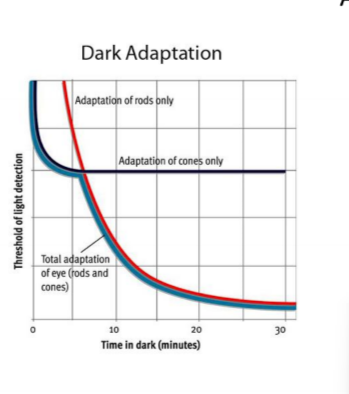 Dark Adaptation
Adaptation of rods only
Adaptation of cones only
Threshold of light detection
Total adaptation
of eye (rods and
cones)
0 10 20 30
Time in dark (minutes)